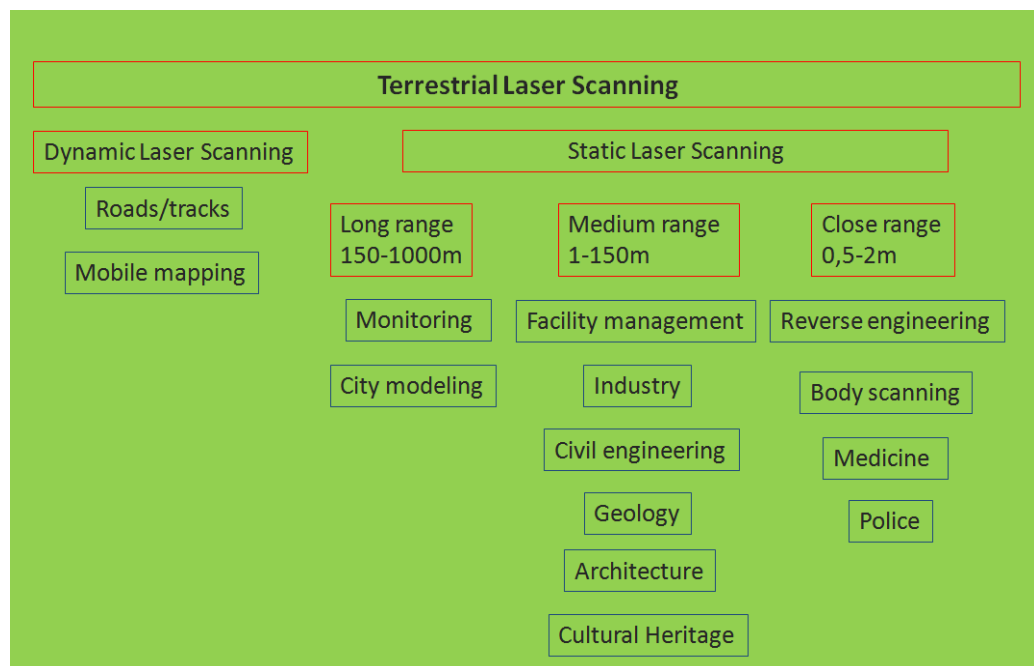 Terrestrial Laser Scanning
Dynamic Laser Scanning
Roads/tracks
Mobile mapping
Static Laser Scanning
Long range
150-1000m
Monitoring
City modeling
Medium range
1-150m
Facility management
Industry
Civil engineering
Geology
Architecture
Cultural Heritage
Close range
0,5-2m
Reverse engineering
Body scanning
Medicine
Police